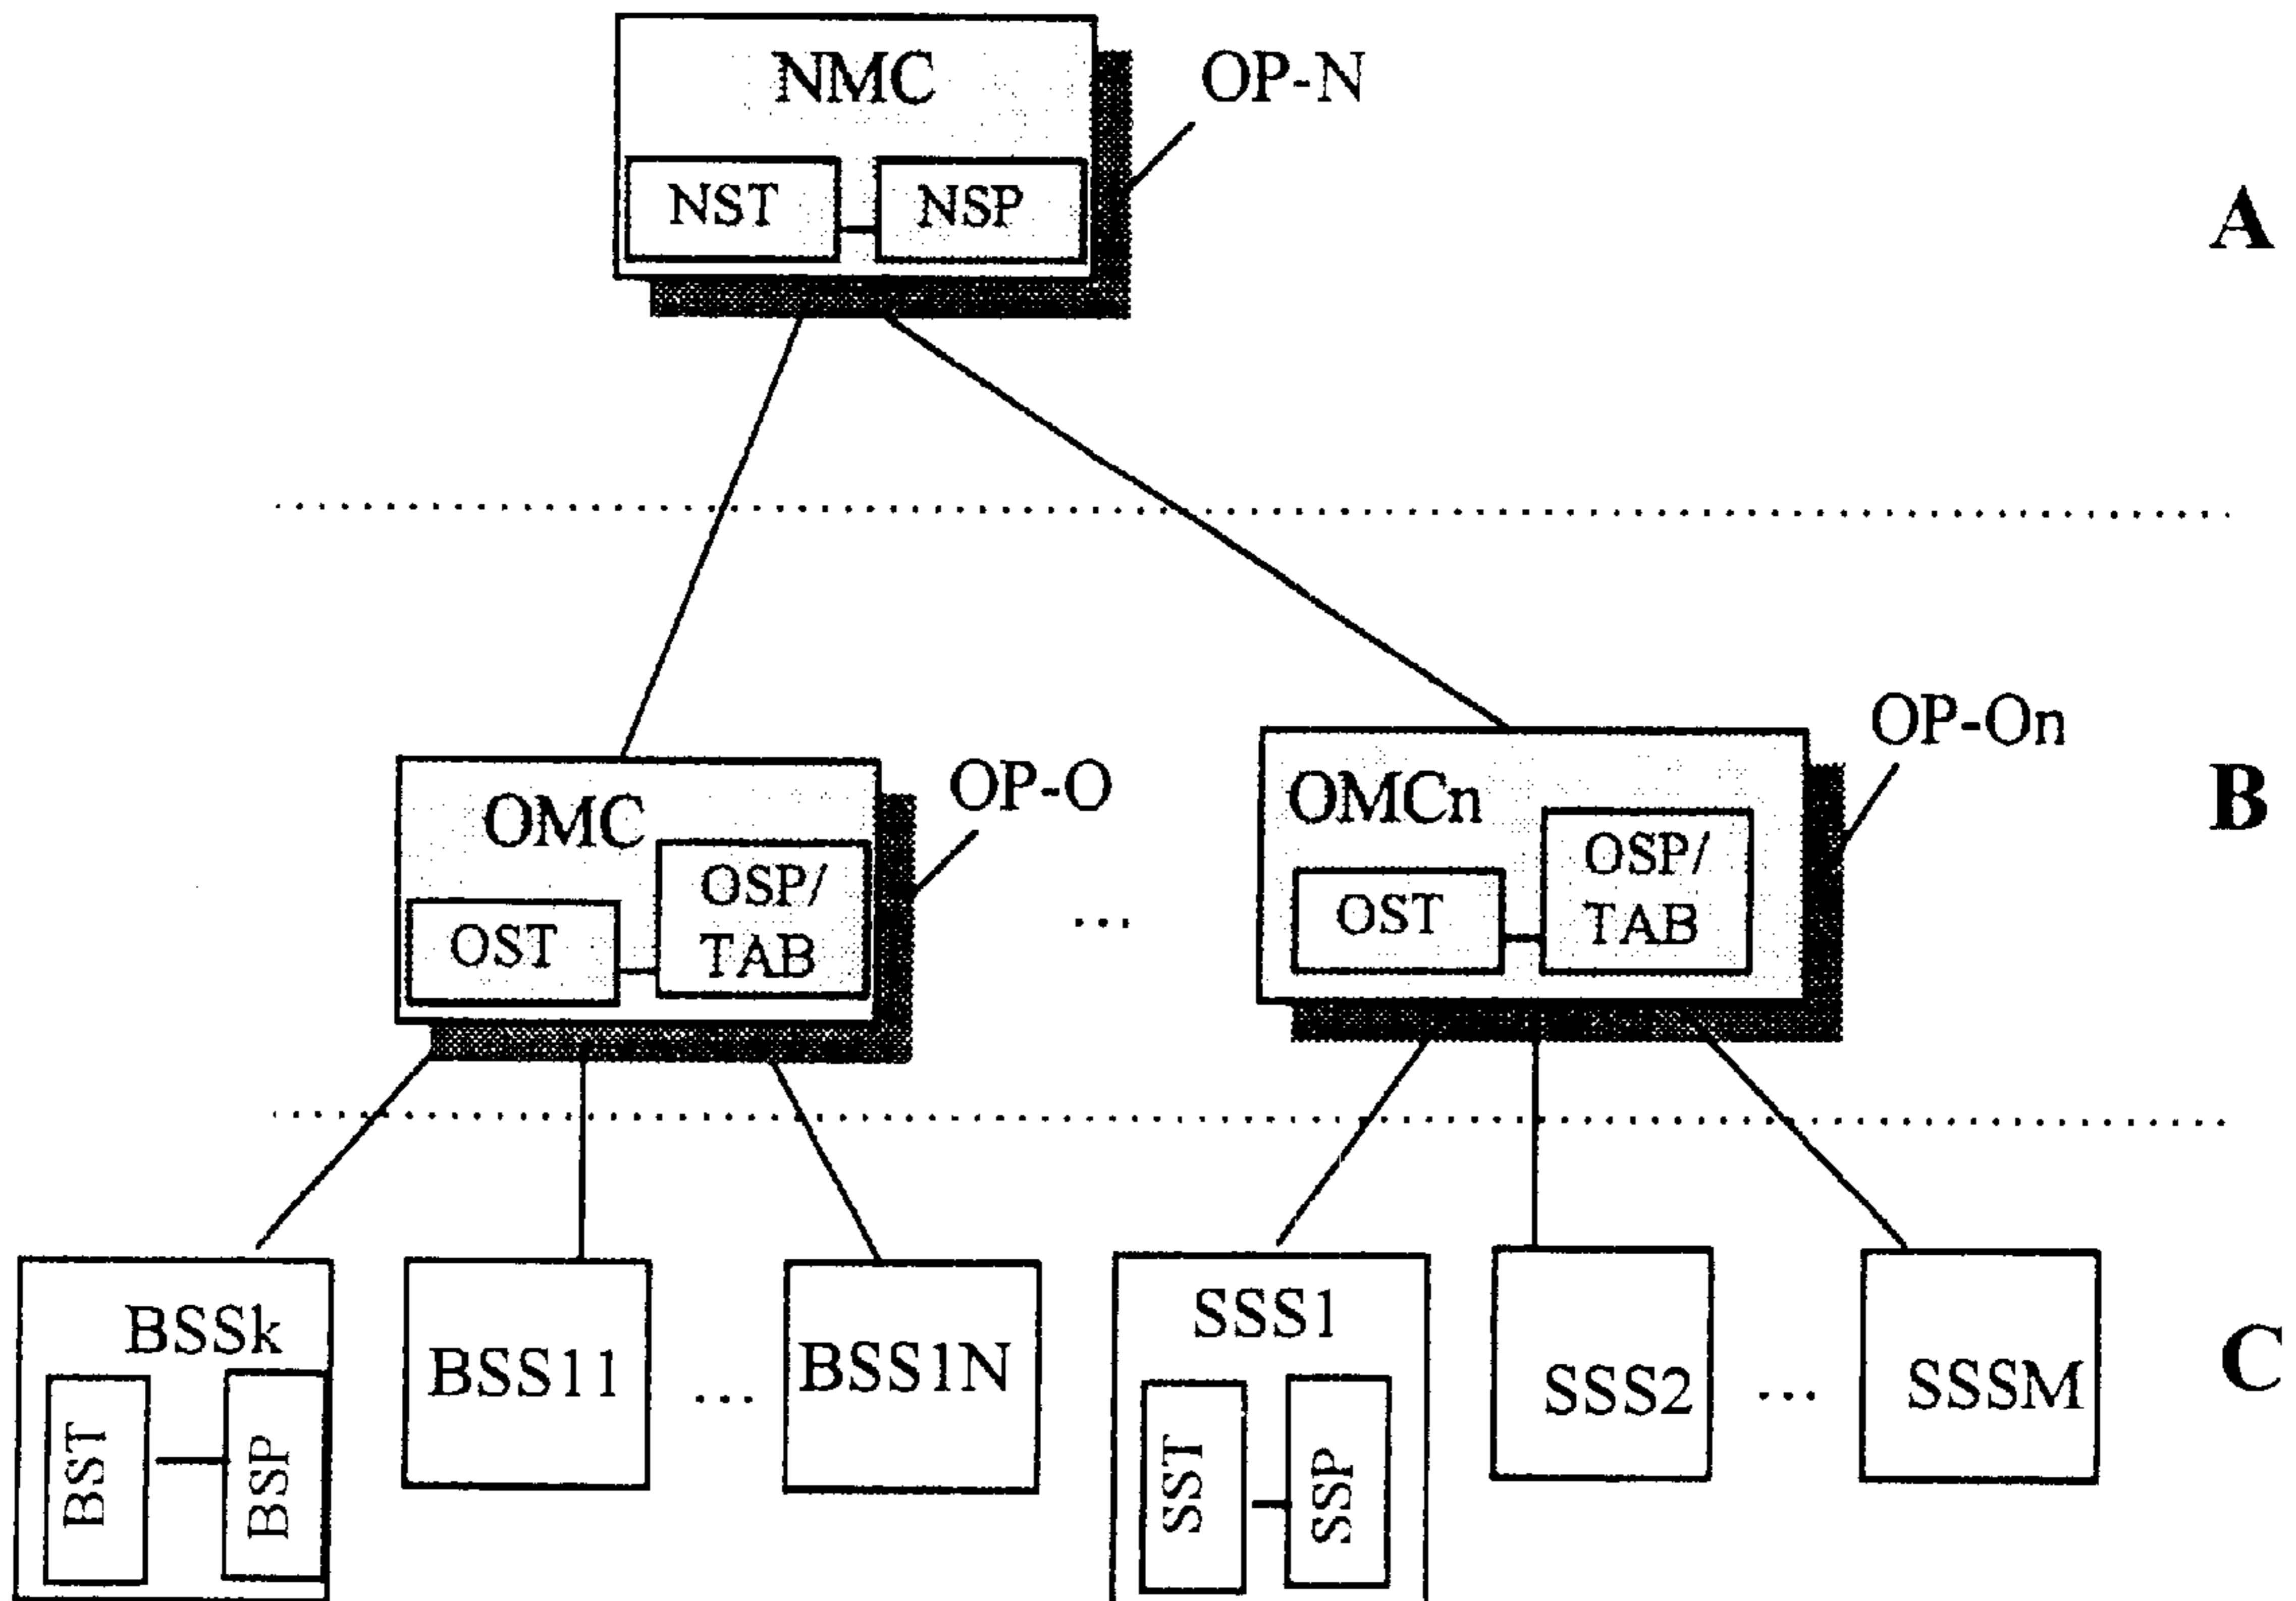 NMC
OP-N
NST
NSP
A
OMC
OP-O
OST
OSP/
TAB
...
OMCn
OP-On
OST
OSP/
TAB
B
BSSk
BST
BSP
BSS11
...
BSS1N
SSS1
SST
SSP
SSS2
...
SSSM
C